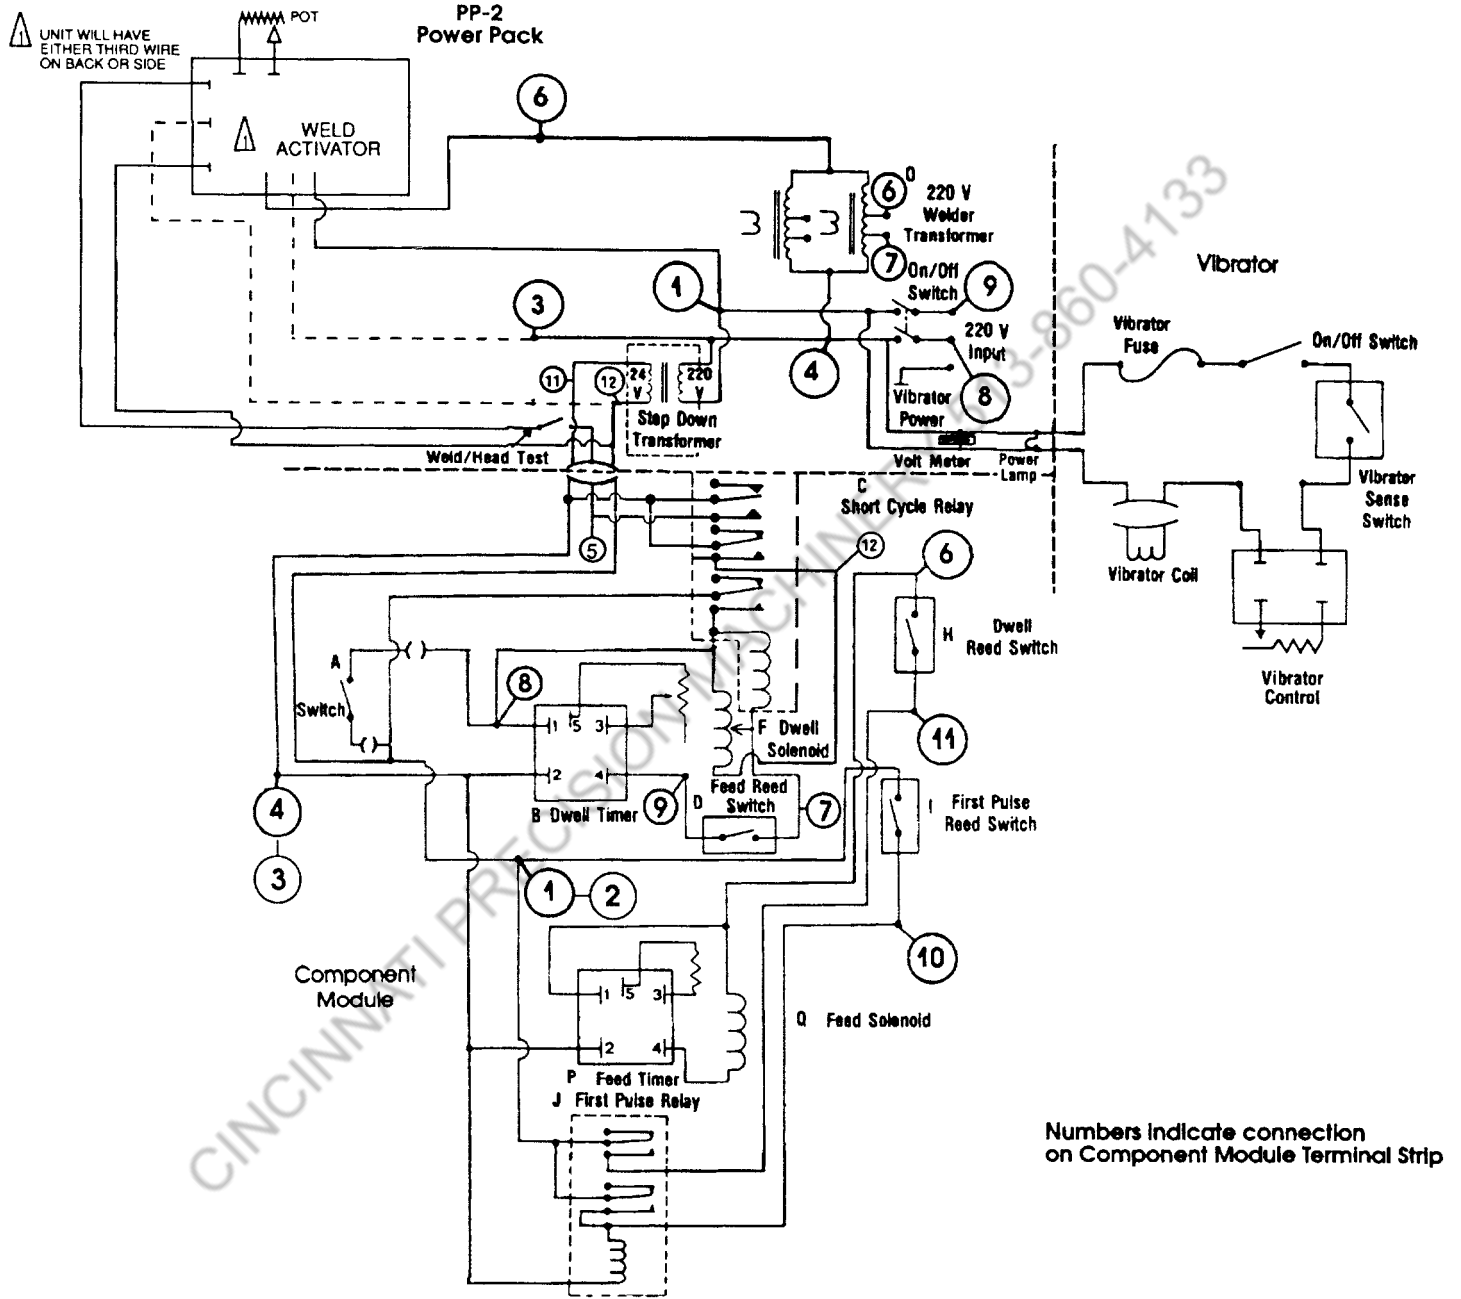 PP-2
Power Pack
POT
1
UNIT WILL HAVE
EITHER THIRD WIRE
ON BACK OR SIDE
1
WELD
ACTIVATOR
6
6
O
220 V
Welder
Transformer
7
On/Off
Switch
9
1
3
220 V
Input
4
8
Vibrator
Power
11
12
24
V
220
V
Step Down
Transformer
Weld/Head Test
Volt Meter
Power
Lamp
Vibrator
Vibrator
Fuse
On/Off Switch
Vibrator
Sense
Switch
Vibrator Coil
Vibrator
Control
C
Short Cycle Relay
12
5
6
H
Dwell
Reed Switch
11
A
Switch
8
1
5
3
2
4
B Dwell Timer
9
F Dwell
Solenoid
D
Feed Reed
Switch
7
I
First Pulse
Reed Switch
10
4
3
1
2
Component
Module
1
5
3
2
4
P Feed Timer
Q Feed Solenoid
J First Pulse Relay
Numbers indicate connection
on Component Module Terminal Strip
CINCINNATI PRECISION MACHINERY 513-860-4133